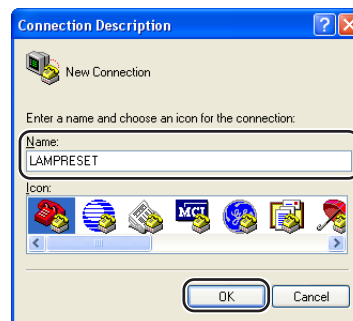 Connection Description
New Connection
Enter a name and choose an icon for the connection:
Name:
LAMPRESET
Icon:
MCI
OK
Cancel